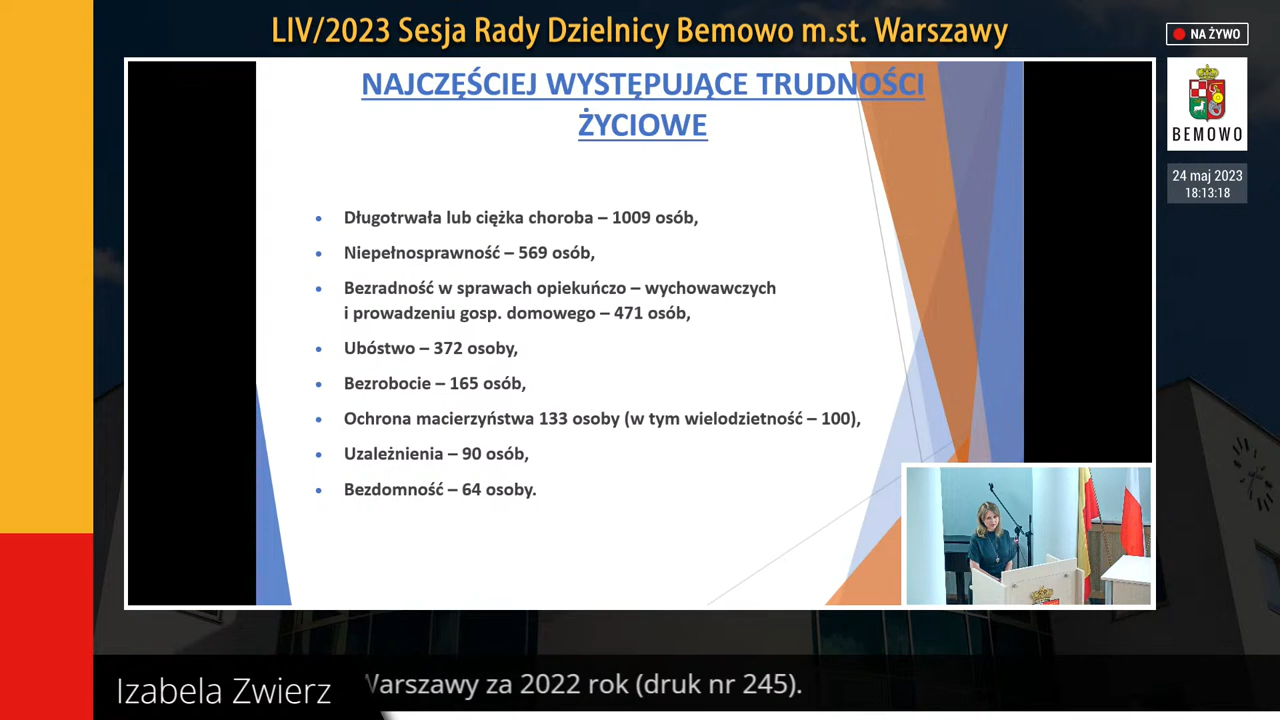 LIV/2023 Sesja Rady Dzielnicy Bemowo m.st. Warszawy
NA ŻYWO
BEMOWO
24 maj 2023
18:13:18
NAJCZĘŚCIEJ WYSTĘPUJĄCE TRUDNOŚCI
ŻYCIOWE
• Długotrwała lub ciężka choroba – 1009 osób,
• Niepełnosprawność – 569 osób,
• Bezradność w sprawach opiekuńczo – wychowawczych
i prowadzeniu gosp. domowego – 471 osób,
• Ubóstwo – 372 osoby,
• Bezrobocie – 165 osób,
• Ochrona macierzyństwa 133 osoby (w tym wielodzietność – 100),
• Uzależnienia – 90 osób,
• Bezdomność – 64 osoby.
Izabela Zwierz
Warszawy za 2022 rok (druk nr 245).